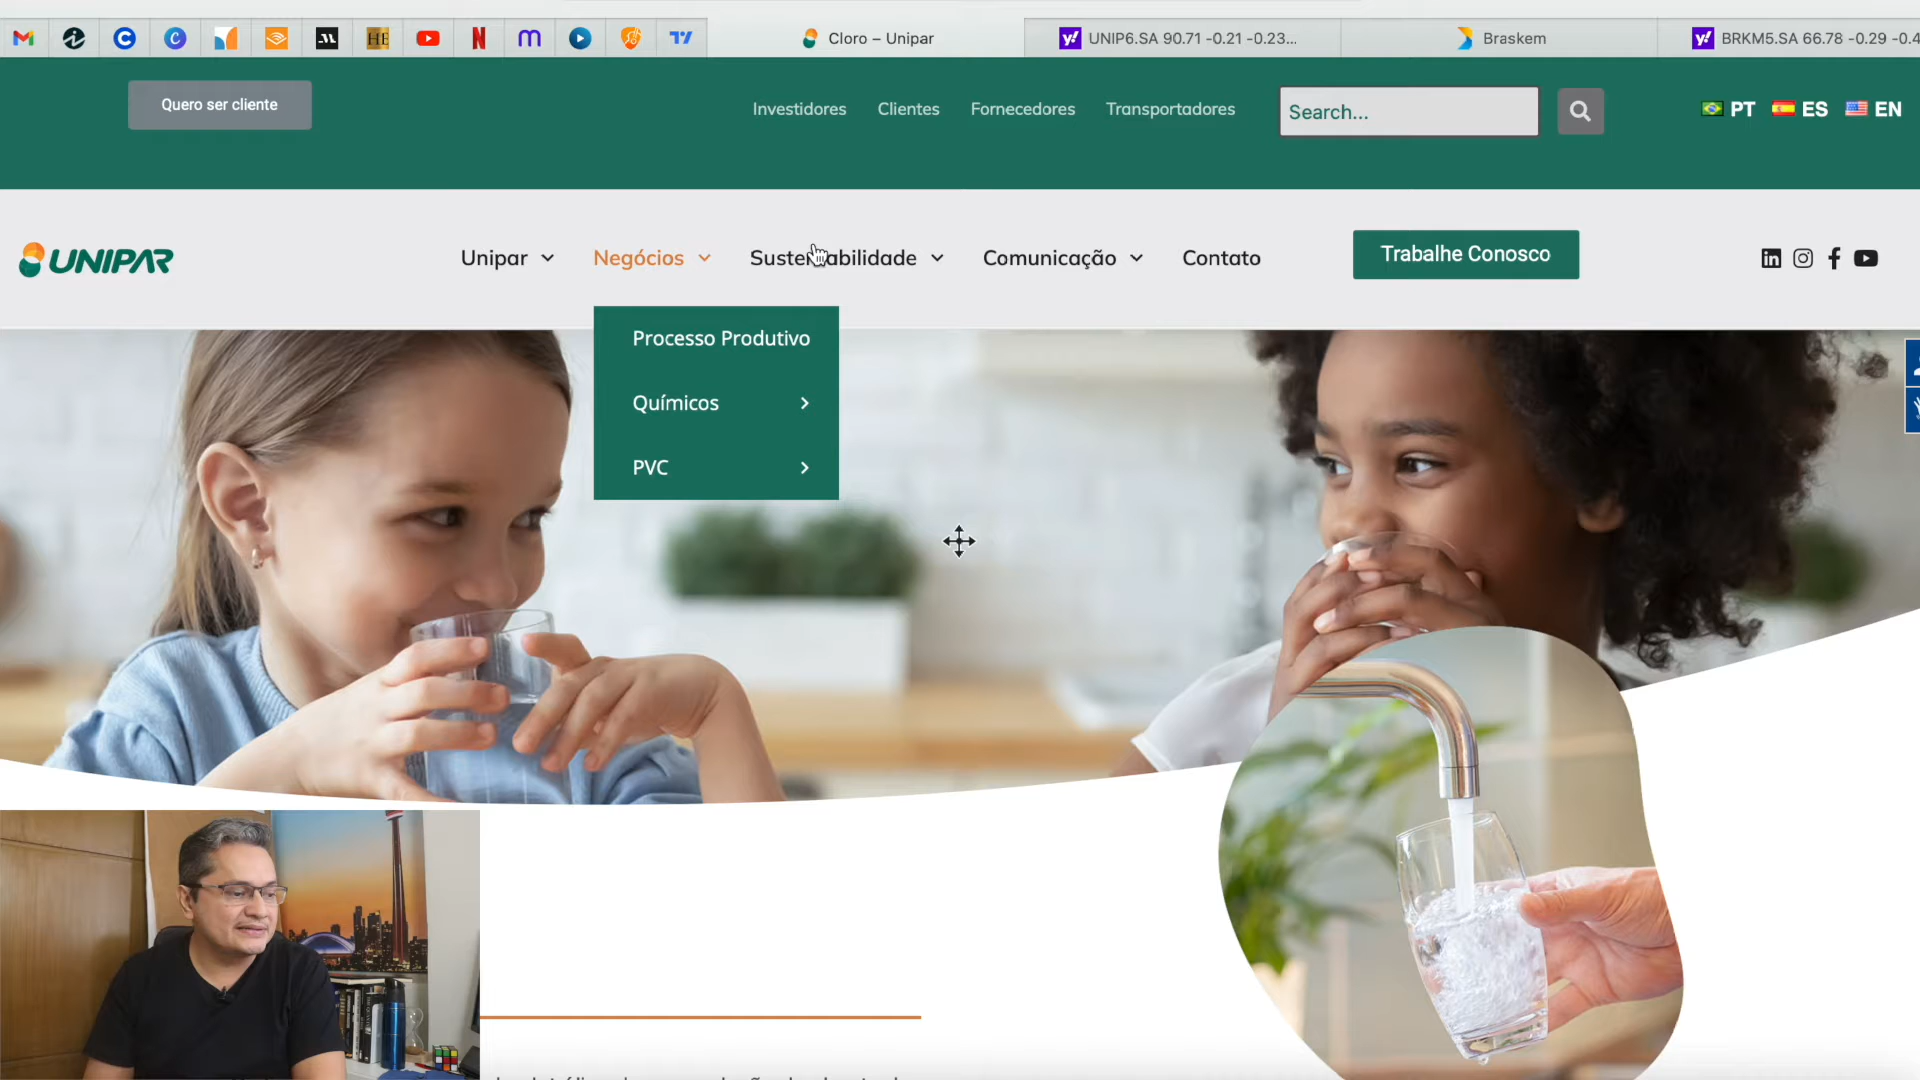 Cloro – Unipar
UNIP6.SA 90.71 -0.21 -0.23...
Braskem
BRKM5.SA 66.78 -0.29 -0.4
Quero ser cliente
Investidores
Clientes
Fornecedores
Transportadores
Search...
PT
ES
EN
UNIPAR
Unipar
Negócios
Sustentabilidade
Comunicação
Contato
Trabalhe Conosco
Processo Produtivo
Químicos
PVC